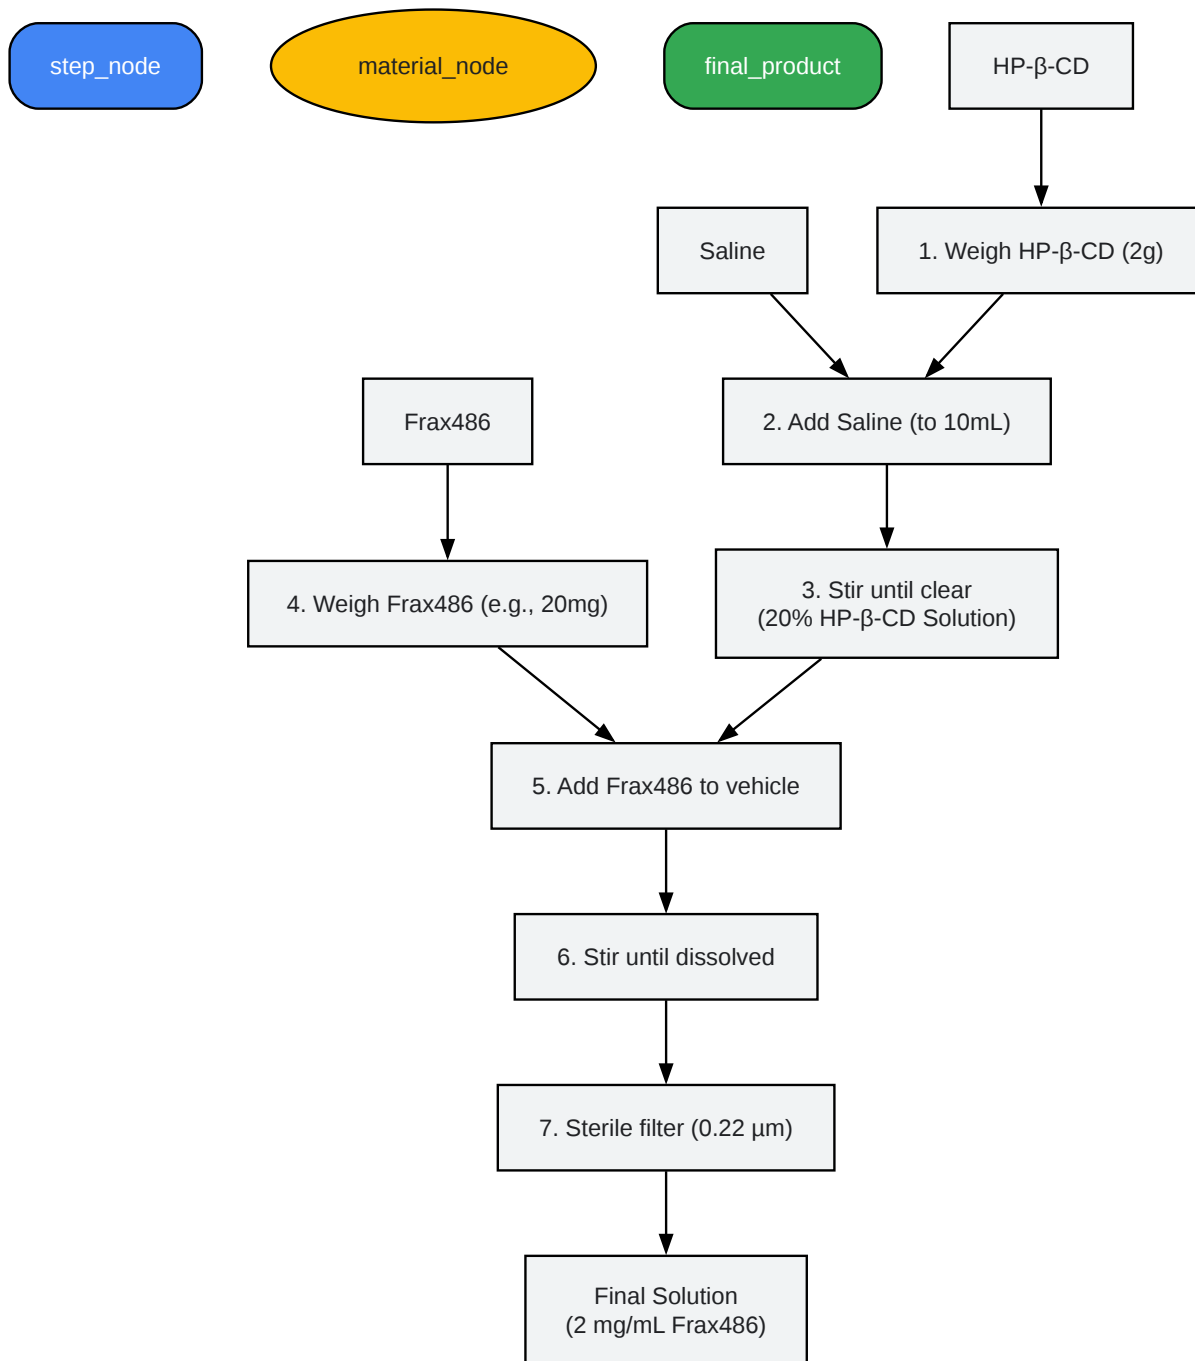 step_node
material_node
final_product
HP-β-CD
Saline
1. Weigh HP-β-CD (2g)
Frax486
2. Add Saline (to 10mL)
4. Weigh Frax486 (e.g., 20mg)
3. Stir until clear
(20% HP-β-CD Solution)
5. Add Frax486 to vehicle
6. Stir until dissolved
7. Sterile filter (0.22 µm)
Final Solution
(2 mg/mL Frax486)